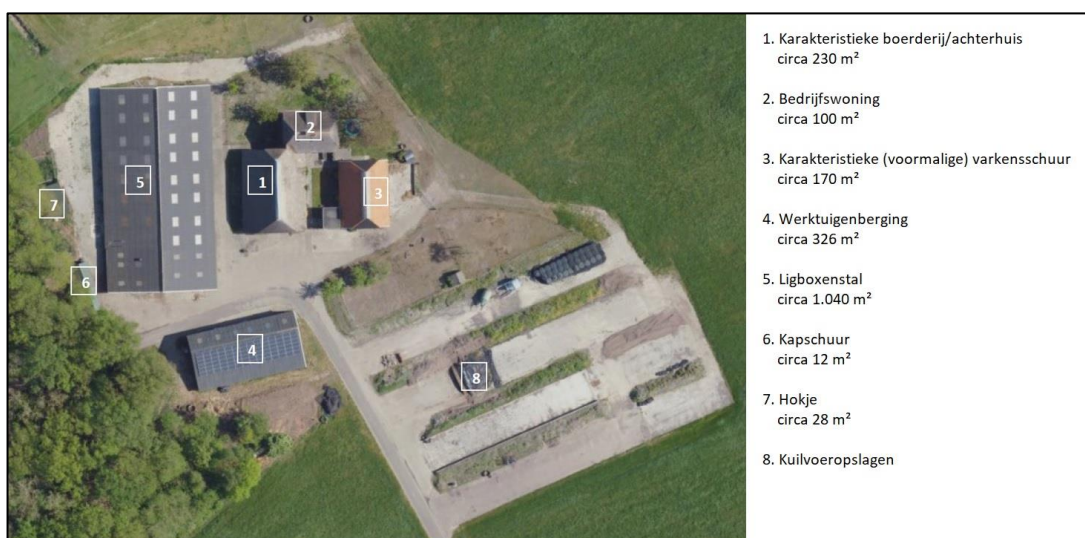 1. Karakteristieke boerderij/achterhuis
circa 230 m²
2. Bedrijfswoning
circa 100 m²
3. Karakteristieke (voormalige) varkensschuur
circa 170 m²
4. Werktuigenberging
circa 326 m²
5. Ligboxenstal
circa 1.040 m²
6. Kapschuur
circa 12 m²
7. Hokje
circa 28 m²
8. Kuilvoeropslagen
2
5
1
3
7
6
4
8